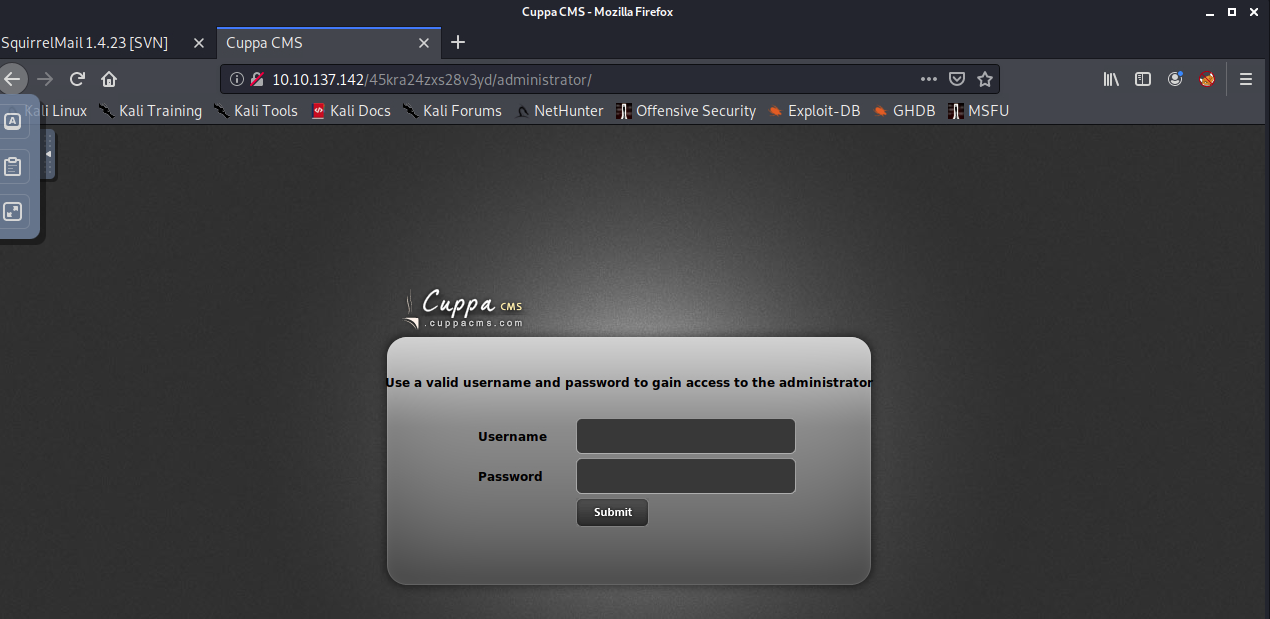 Cuppa CMS - Mozilla Firefox
SquirrelMail 1.4.23 [SVN] Cuppa CMS
10.10.137.142/45kra24zxs28v3yd/administrator/
Kali Linux Kali Training Kali Tools Kali Docs Kali Forums NetHunter Offensive Security Exploit-DB GHDB MSFU
A
Cuppa CMS
.cuppacms.com
Use a valid username and password to gain access to the administrator
Username
Password
Submit